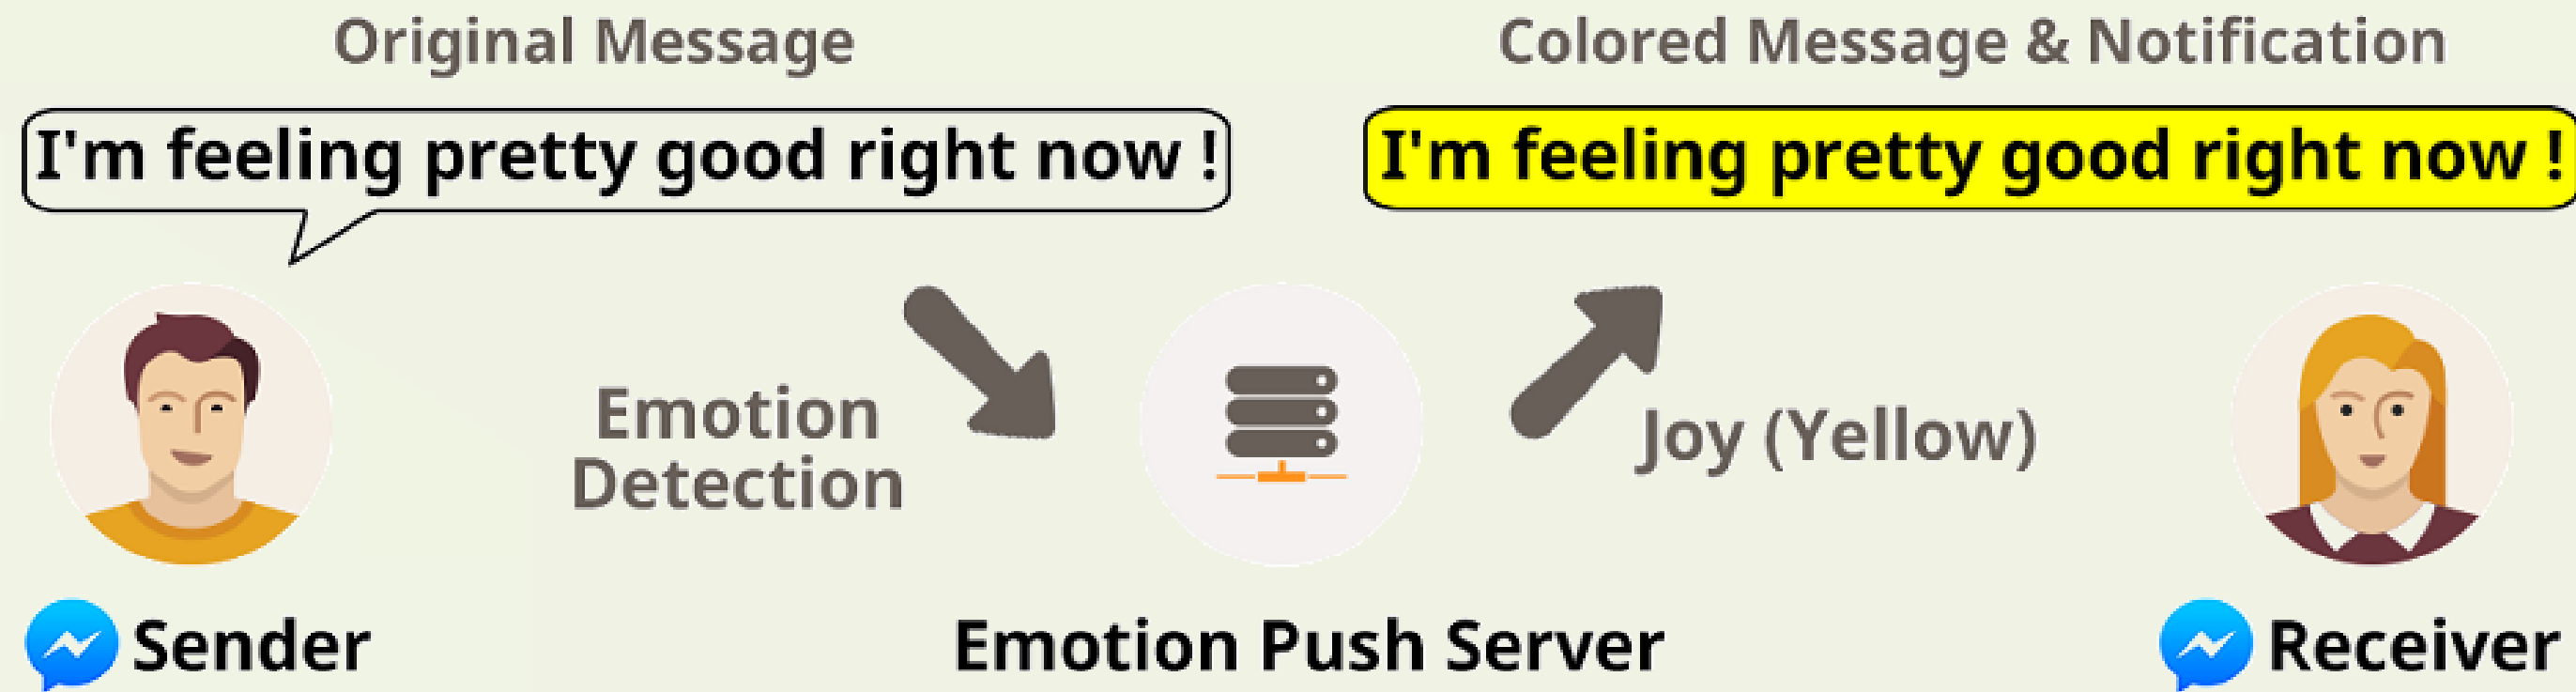 Original Message
Colored Message & Notification
I'm feeling pretty good right now !
I'm feeling pretty good right now !
Emotion
Detection
Joy (Yellow)
Sender
Emotion Push Server
Receiver